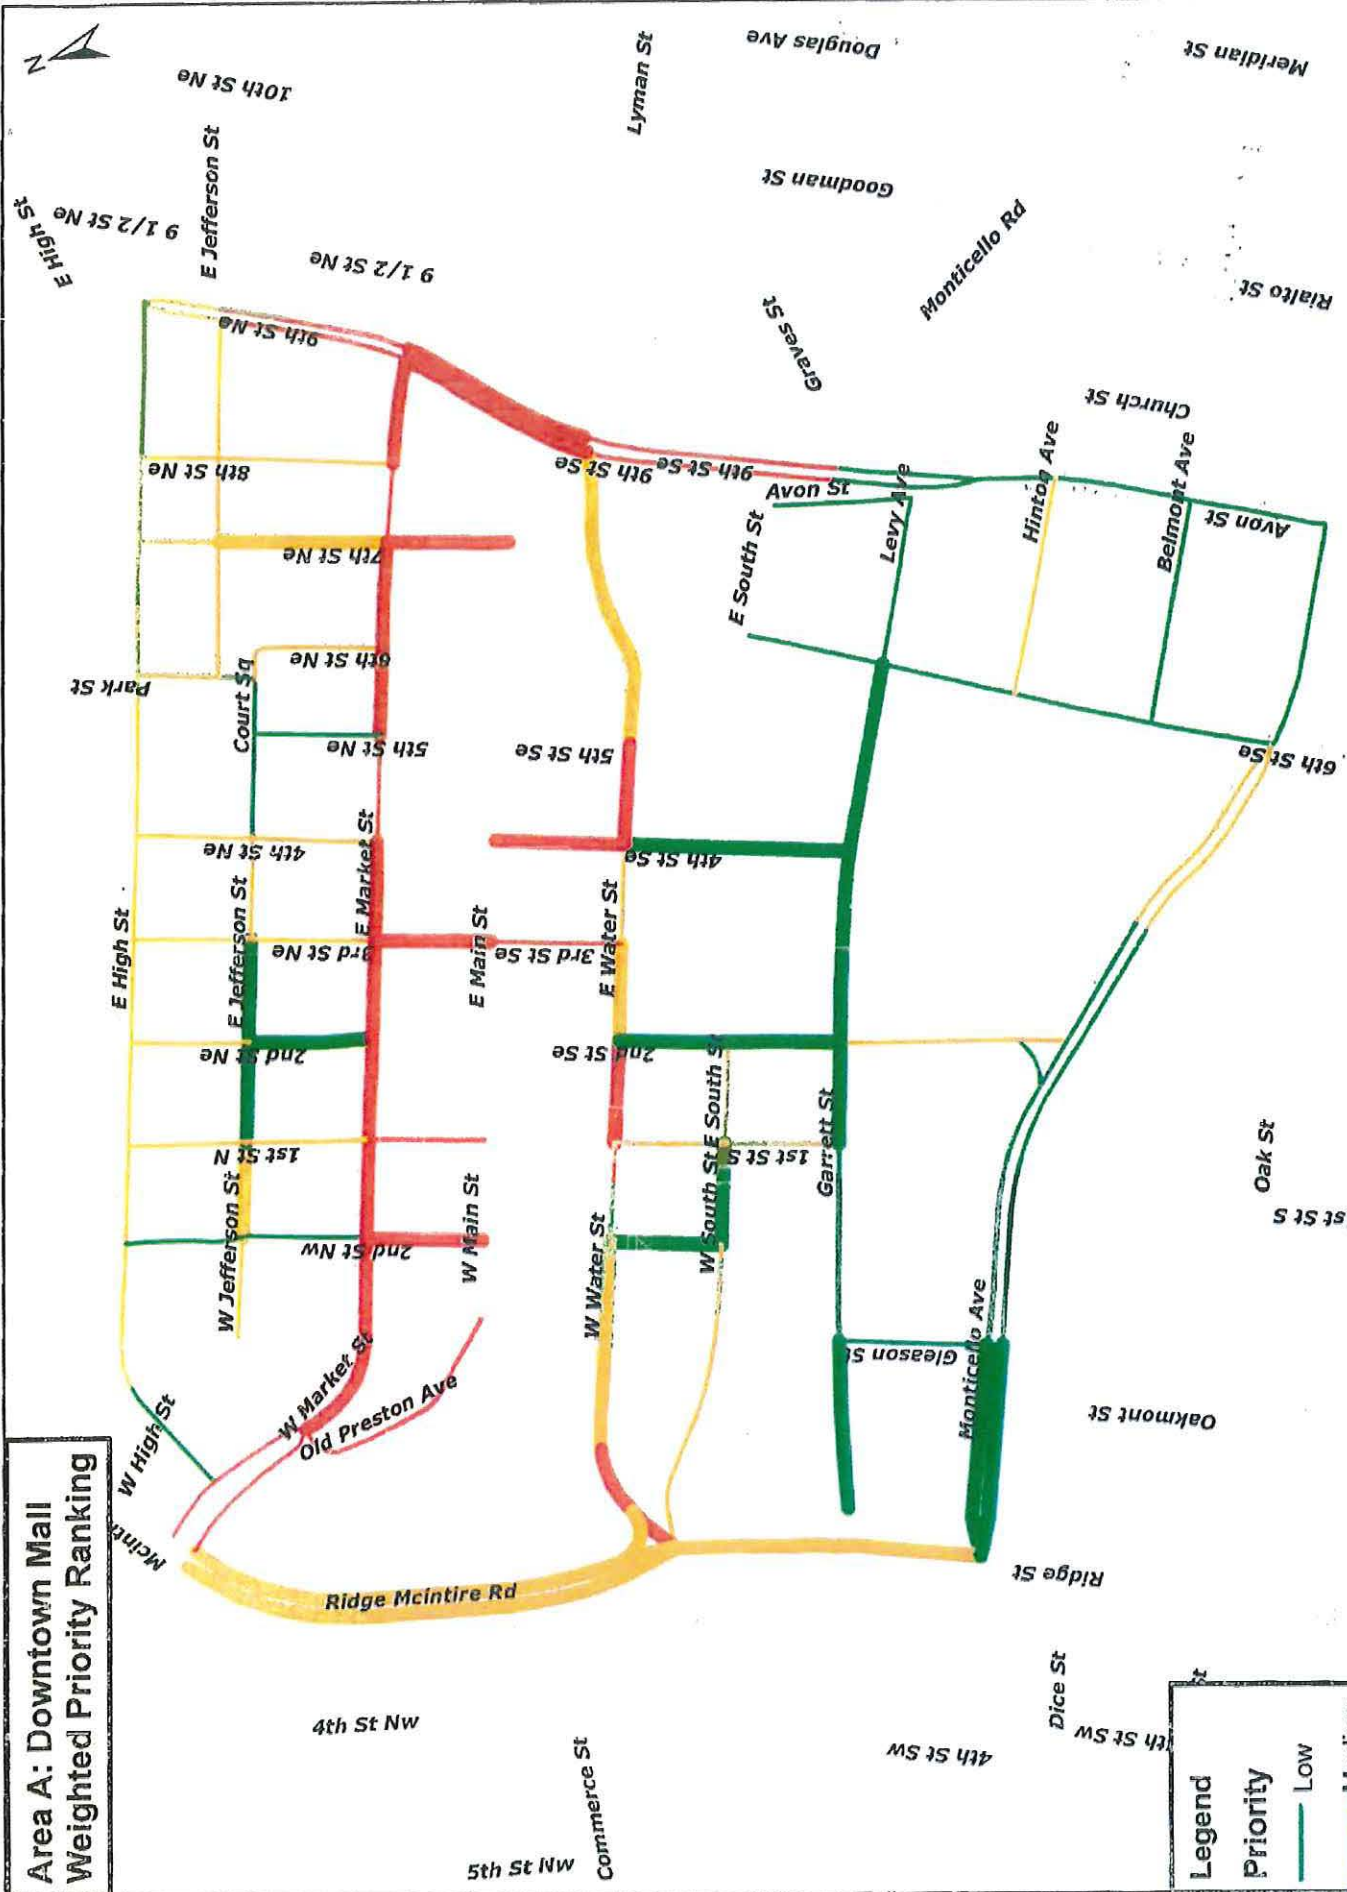 Area A: Downtown Mall
Weighted Priority Ranking
N
10th St Ne
E High St
9 1/2 St Ne
E Jefferson St
9 1/2 St Ne
Lyman St
Douglas Ave
Meridian St
Goodman St
Monticello Rd
Rialto St
Graves St
Church St
9th St Ne
8th St Ne
7th St Ne
6th St Ne
Park St
Court Sq
5th St Ne
5th St Se
9th St Se
9th St Se
Avon St
E South St
Levy Ave
Hinton Ave
Belmont Ave
Avon St
6th St Se
4th St Ne
E Market St
4th St Se
E High St
E Jefferson St
3rd St Ne
E Main St
3rd St Se
E Water St
2nd St Ne
2nd St Se
E South St
Garrett St
1st St N
1st St S
W Jefferson St
2nd St Nw
W Main St
W Water St
W South St
Oak St
st St S
W High St
W Market St
Old Preston Ave
Gleason St
Monticello Ave
Oakmont St
Mcinti
Ridge Mcintire Rd
Ridge St
4th St Nw
Commerce St
5th St Nw
4th St Sw
Dice St
th St Sw
St
Legend
Priority
Low